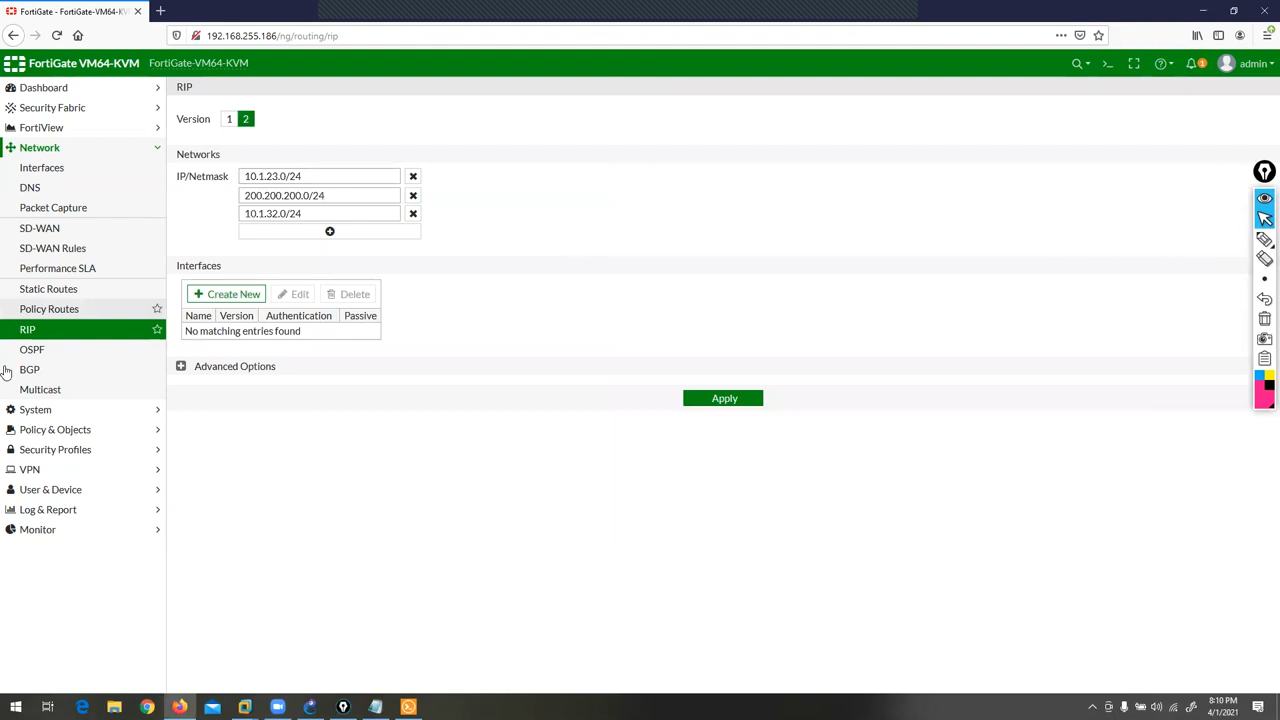 FortiGate - FortiGate-VM64-KV
192.168.255.186/ng/routing/rip
FortiGate VM64-KVM FortiGate-VM64-KVM
1
admin
Dashboard
Security Fabric
FortiView
Network
Interfaces
DNS
Packet Capture
SD-WAN
SD-WAN Rules
Performance SLA
Static Routes
Policy Routes
RIP
OSPF
BGP
Multicast
System
Policy & Objects
Security Profiles
VPN
User & Device
Log & Report
Monitor
RIP
Version 1 2
Networks
IP/Netmask 10.1.23.0/24
200.200.200.0/24
10.1.32.0/24
Interfaces
Create New Edit Delete
Name Version Authentication Passive
No matching entries found
Advanced Options
Apply
8:10 PM
4/1/2021